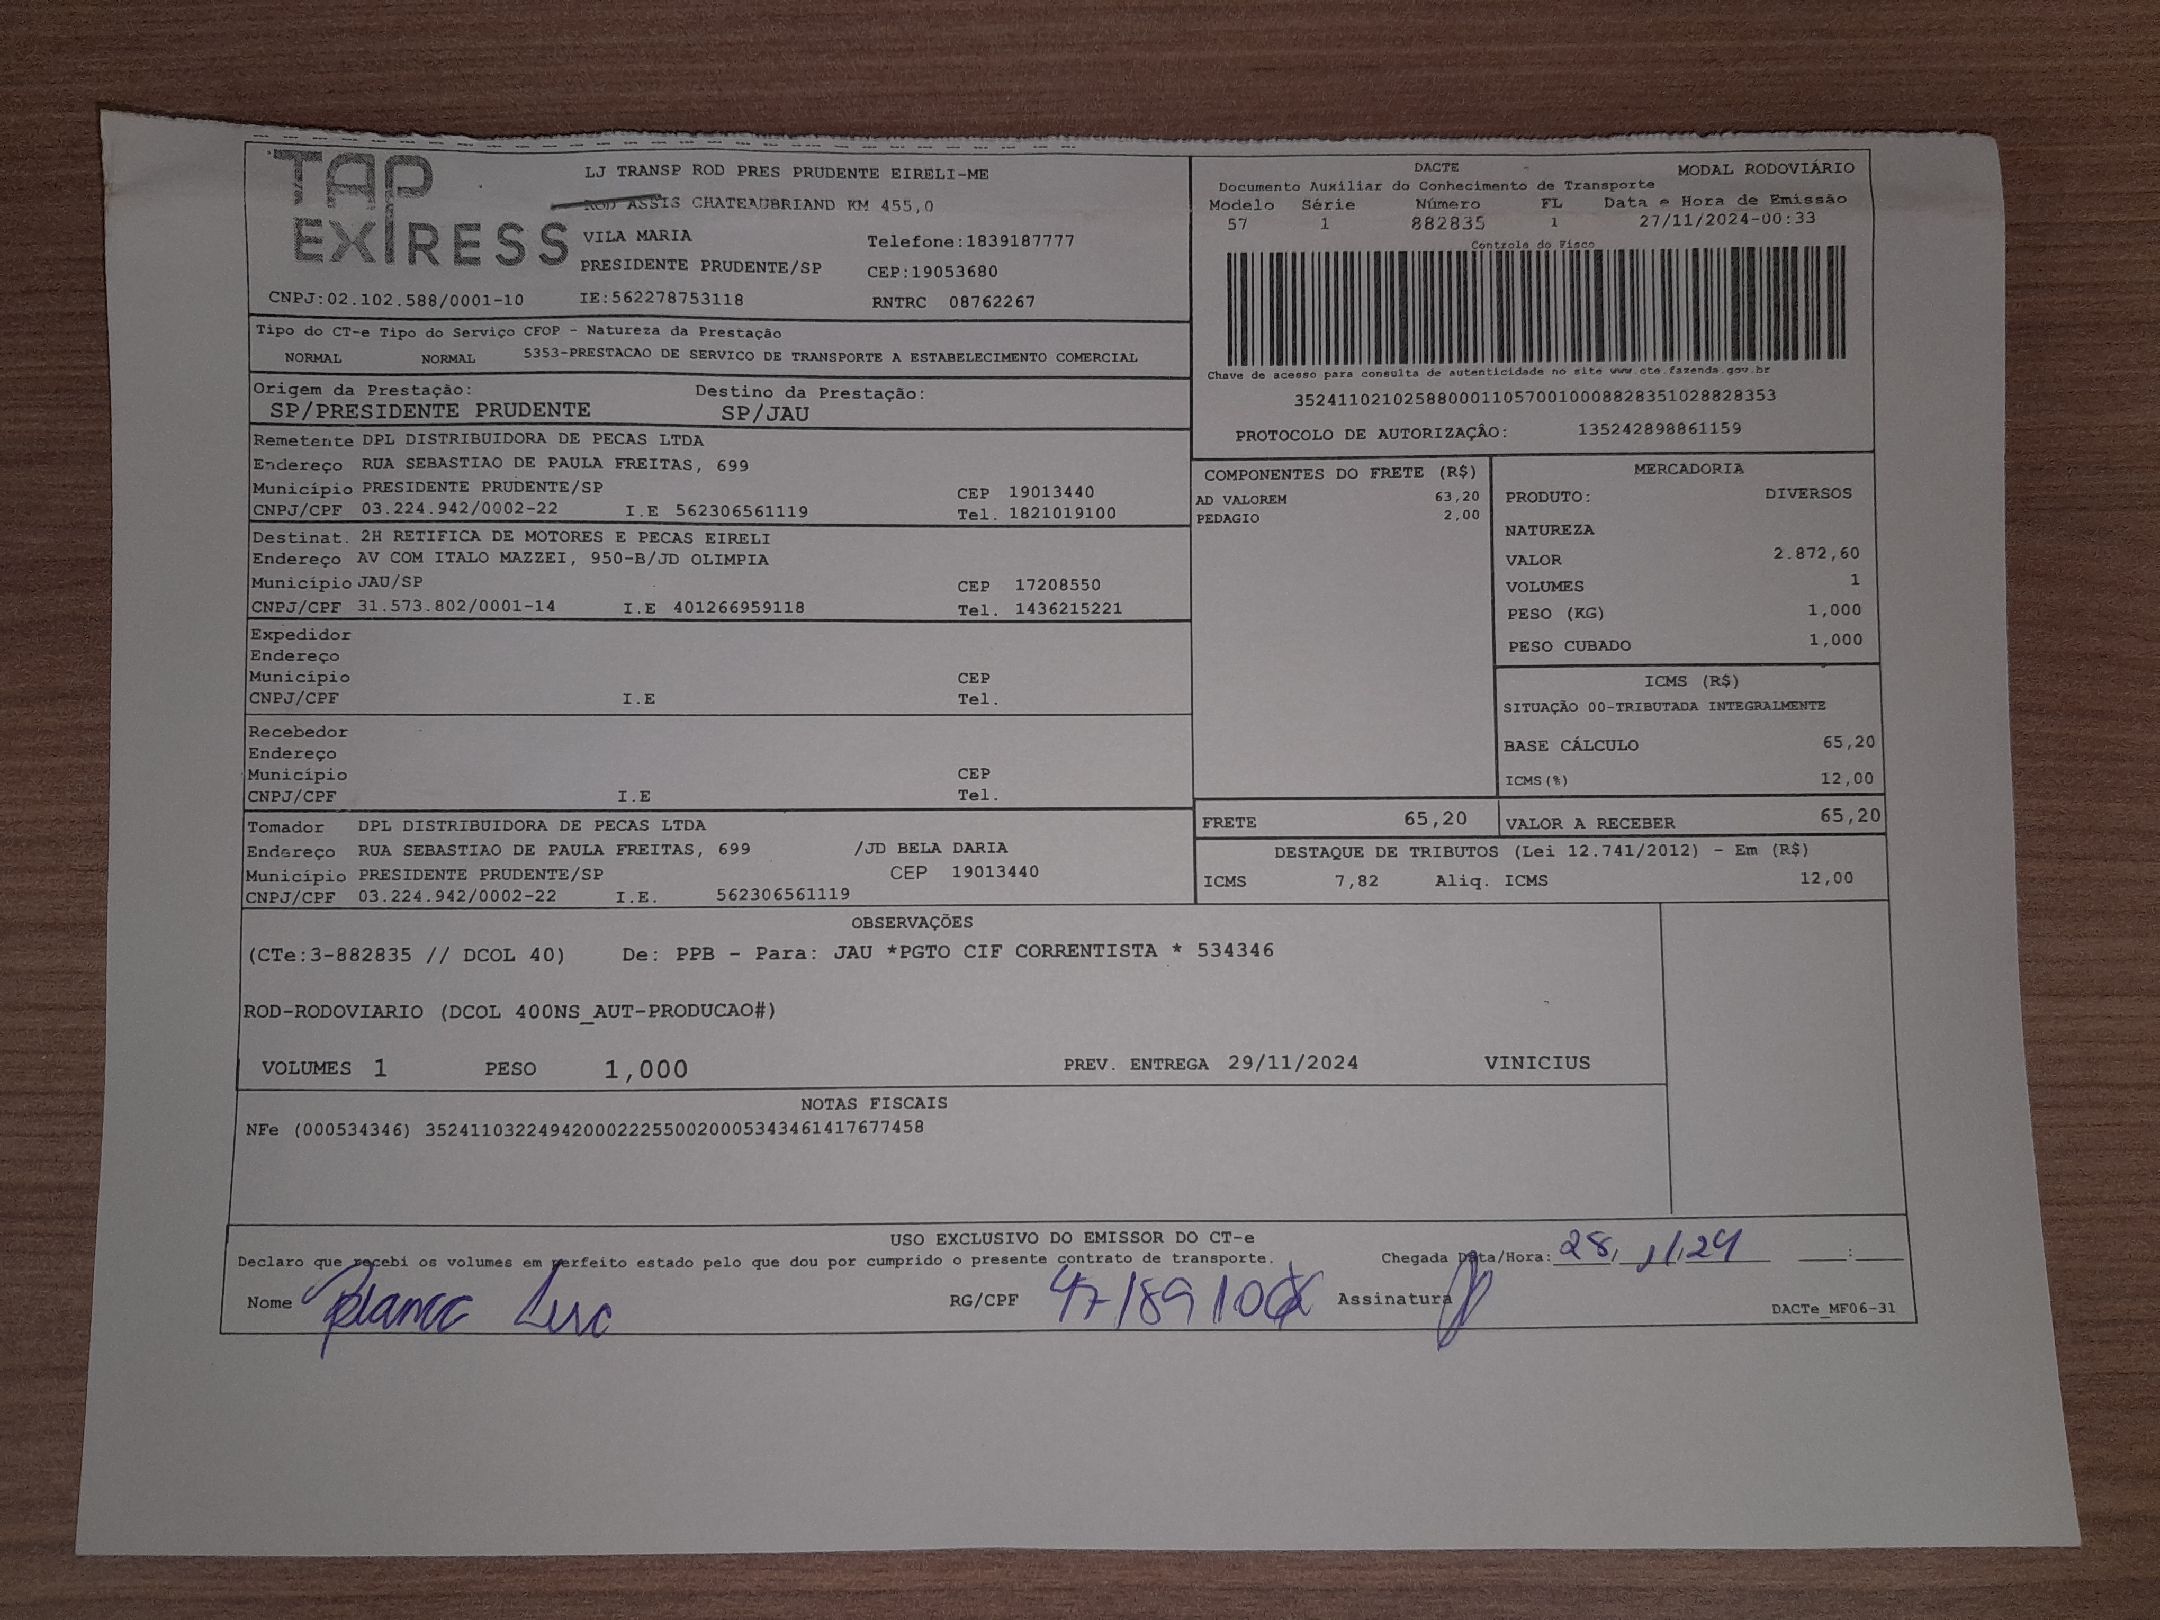 TAP EXPRESS
LJ TRANSP ROD PRES PRUDENTE EIRELI-ME
ROD ASSIS CHATEAUBRIAND KM 455,0
VILA MARIA Telefone:1839187777
PRESIDENTE PRUDENTE/SP CEP:19053680
CNPJ:02.102.588/0001-10 IE:562278753118 RNTRC 08762267
DACTE MODAL RODOVIÁRIO
Documento Auxiliar do Conhecimento de Transporte
Modelo Série Número FL Data e Hora de Emissão
57 1 882835 1 27/11/2024-00:33
Controle do Fisco
Chave de acesso para consulta de autenticidade no site www.cte.fazenda.gov.br
35241102102588000110570010008828351028828353
PROTOCOLO DE AUTORIZAÇÂO: 135242898861159
Tipo do CT-e Tipo do Serviço CFOP - Natureza da Prestação
NORMAL NORMAL 5353-PRESTACAO DE SERVICO DE TRANSPORTE A ESTABELECIMENTO COMERCIAL
Origem da Prestação: Destino da Prestação:
SP/PRESIDENTE PRUDENTE SP/JAU
Remetente DPL DISTRIBUIDORA DE PECAS LTDA
Endereço RUA SEBASTIAO DE PAULA FREITAS, 699
Município PRESIDENTE PRUDENTE/SP CEP 19013440
CNPJ/CPF 03.224.942/0002-22 I.E 562306561119 Tel. 1821019100
Destinat. 2H RETIFICA DE MOTORES E PECAS EIRELI
Endereço AV COM ITALO MAZZEI, 950-B/JD OLIMPIA
Município JAU/SP CEP 17208550
CNPJ/CPF 31.573.802/0001-14 I.E 401266959118 Tel. 1436215221
Expedidor
Endereço
Município CEP
CNPJ/CPF I.E Tel.
Recebedor
Endereço
Município CEP
CNPJ/CPF I.E Tel.
Tomador DPL DISTRIBUIDORA DE PECAS LTDA
Endereço RUA SEBASTIAO DE PAULA FREITAS, 699 /JD BELA DARIA
Município PRESIDENTE PRUDENTE/SP CEP 19013440
CNPJ/CPF 03.224.942/0002-22 I.E. 562306561119
COMPONENTES DO FRETE (R$)
AD VALOREM 63,20
PEDAGIO 2,00
MERCADORIA
PRODUTO: DIVERSOS
NATUREZA
VALOR 2.872,60
VOLUMES 1
PESO (KG) 1,000
PESO CUBADO 1,000
ICMS (R$)
SITUAÇÃO 00-TRIBUTADA INTEGRALMENTE
BASE CÁLCULO 65,20
ICMS(%) 12,00
FRETE 65,20 VALOR A RECEBER 65,20
DESTAQUE DE TRIBUTOS (Lei 12.741/2012) - Em (R$)
ICMS 7,82 Aliq. ICMS 12,00
OBSERVAÇÕES
(CTe:3-882835 // DCOL 40) De: PPB - Para: JAU *PGTO CIF CORRENTISTA * 534346
ROD-RODOVIARIO (DCOL 400NS_AUT-PRODUCAO#)
VOLUMES 1 PESO 1,000 PREV. ENTREGA 29/11/2024 VINICIUS
NOTAS FISCAIS
NFe (000534346) 35241103224942000222550020005343461417677458
USO EXCLUSIVO DO EMISSOR DO CT-e
Declaro que recebi os volumes em perfeito estado pelo que dou por cumprido o presente contrato de transporte. Chegada Data/Hora: 28/11/24 :
Nome RG/CPF Assinatura
DACTe_MF06-31